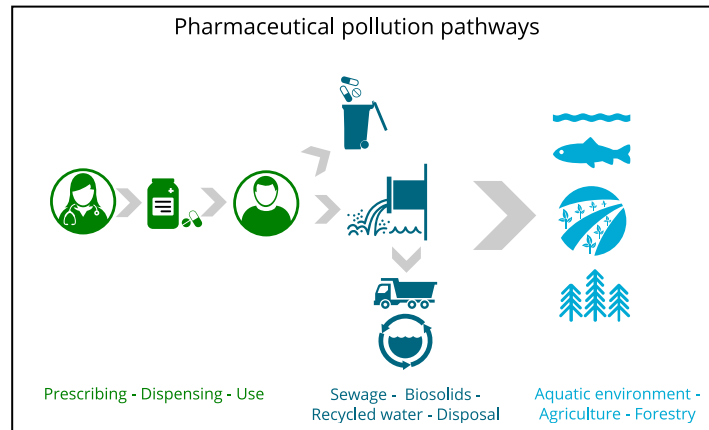 Pharmaceutical pollution pathways
Prescribing - Dispensing - Use
Sewage - Biosolids -
Recycled water - Disposal
Aquatic environment -
Agriculture - Forestry